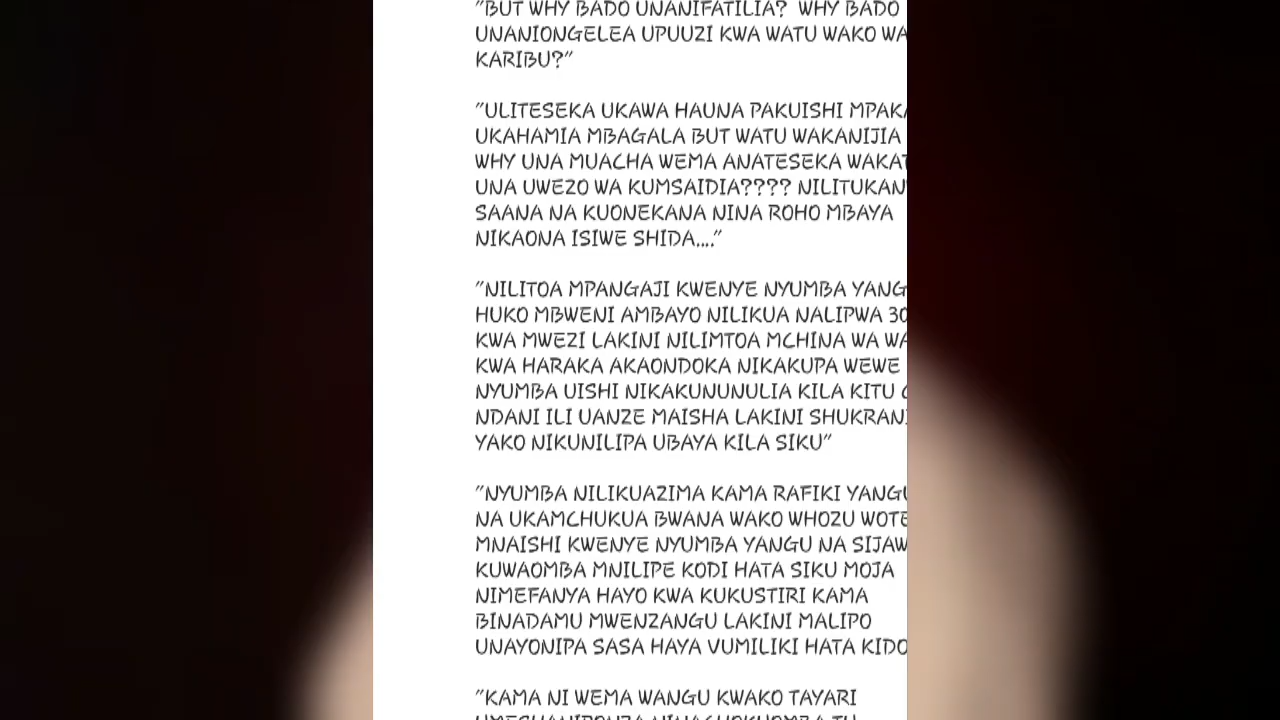 "BUT WHY BADO UNANIFATILIA? WHY BADO
UNANIONGELEA UPUUZI KWA WATU WAKO WA
KARIBU?"
"ULITESEKA UKAWA HAUNA PAKUISHI
UKAHAMIA MBAGALA BUT WATU WAKANIJIA
WHY UNA MUACHA WEMA ANATESEKA
UNA UWEZO WA KUMSAIDIA????
SAANA NA KUONEKANA NINA ROHO MBAYA
NIKAONA ISIWE SHIDA...."
"NILITOA MPANGAJI KWENYE NYUMBA
HUKO MBWENI AMBAYO NILIKUA NALIPWA
KWA MWEZI LAKINI NILIMTOA MCHINA WA
KWA HARAKA AKAONDOKA NIKAKUPA WEWE
NYUMBA UISHI NIKAKUNUNULIA KILA KITU
NDANI ILI UANZE MAISHA LAKINI
YAKO NIKUNILIPA UBAYA KILA SIKU"
"NYUMBA NILIKUAZIMA KAMA RAFIKI
NA UKAMCHUKUA BWANA WAKO WHOZU WOTE
MNAISHI KWENYE NYUMBA YANGU NA
KUWAOMBA MNILIPE KODI HATA SIKU MOJA
NIMEFANYA HAYO KWA KUKUSTIRI KAMA
BINADAMU MWENZANGU LAKINI MALIPO
UNAYONIPA SASA HAYA VUMILIKI HATA KIDO
"KAMA NI WEMA WANGU KWAKO TAYARI